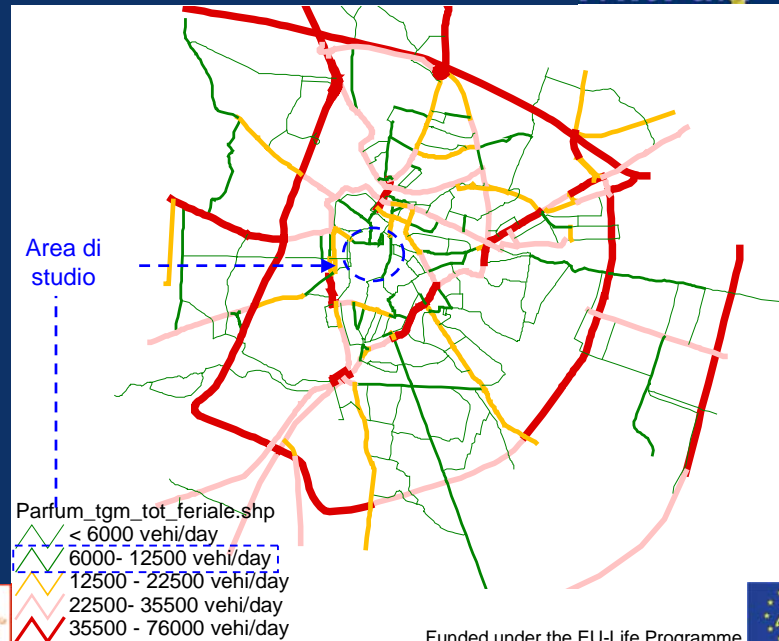 Area di
studio
Parfum_tgm_tot_feriale.shp
< 6000 vehi/day
6000- 12500 vehi/day
12500 - 22500 vehi/day
22500- 35500 vehi/day
35500 - 76000 vehi/day
Funded under the EU-Life Programme